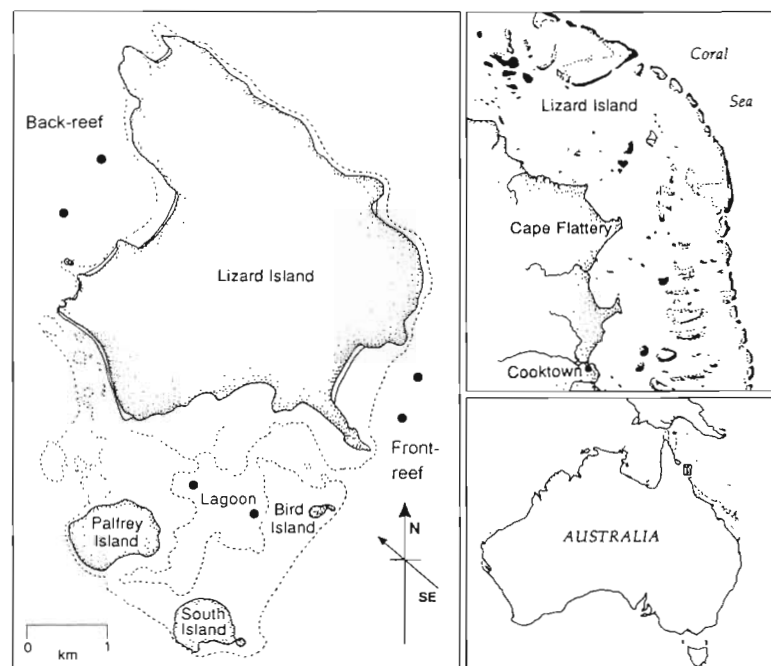 Back-reef
Lizard Island
Front-
reef
Lagoon
Bird
Island
Palfrey
Island
South
Island
N
SE
0 1
km
Coral
Sea
Lizard Island
Cape Flattery
Cooktown
AUSTRALIA